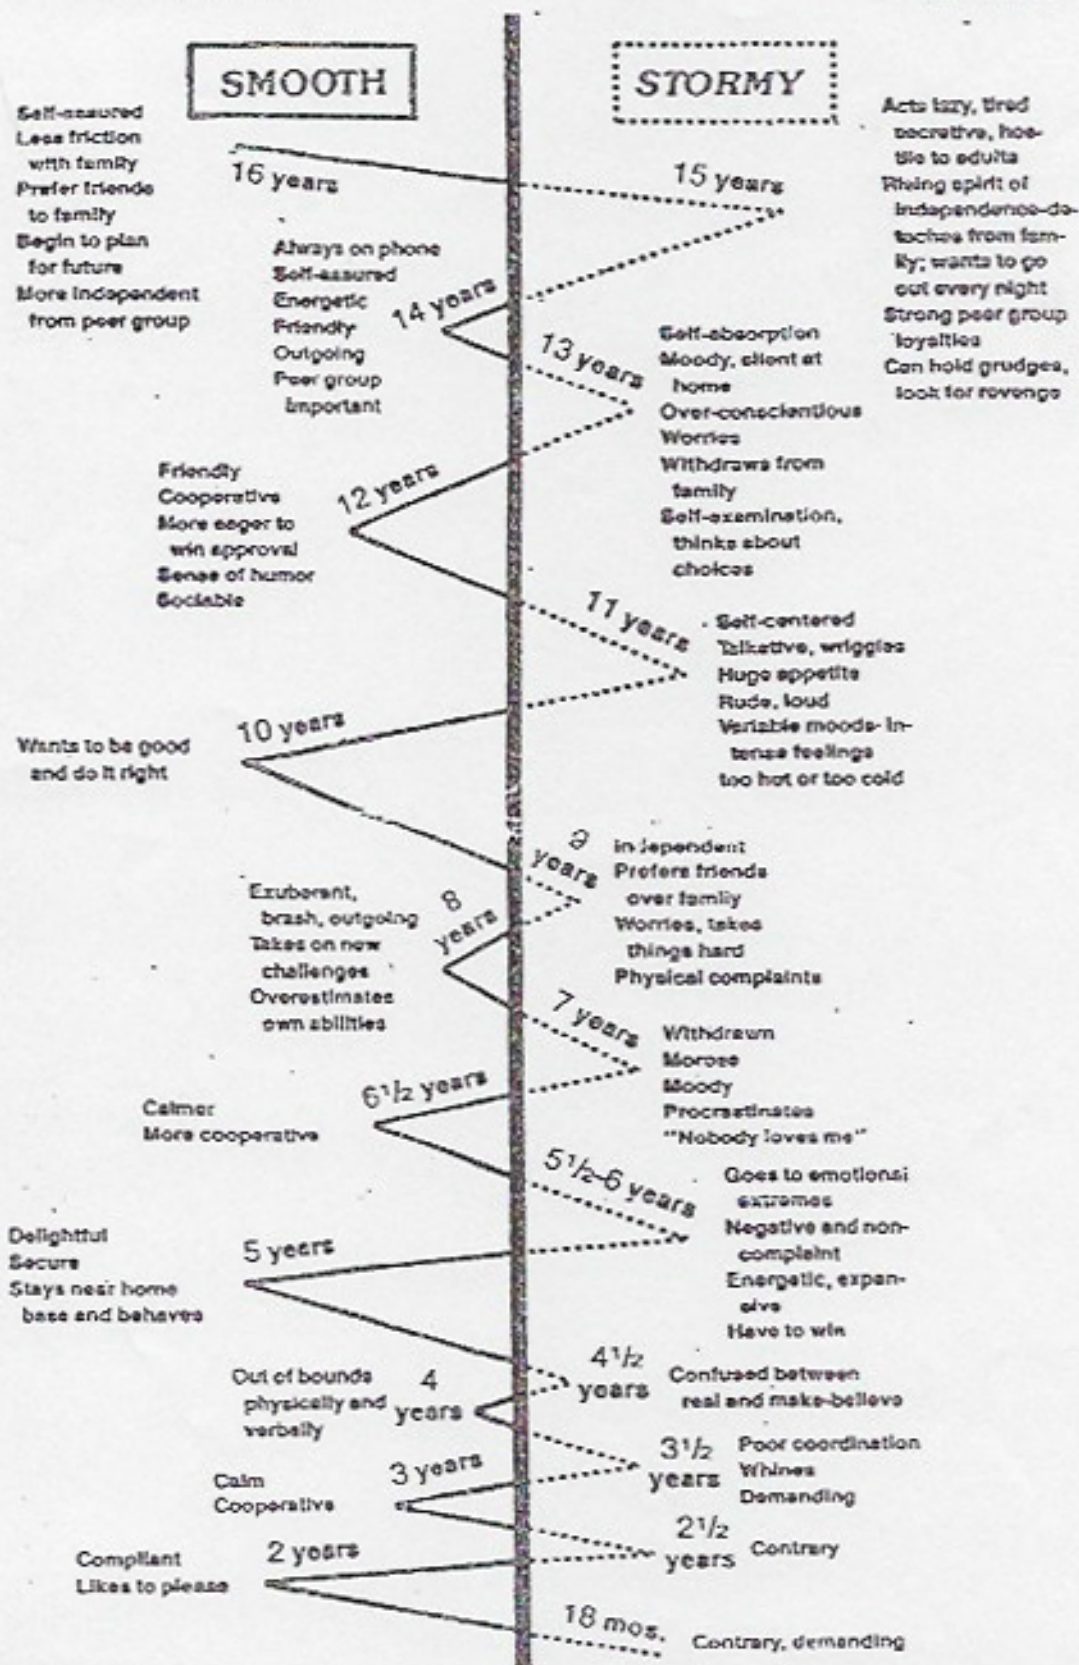 SMOOTH
STORMY
Self-assured
Less friction
with family
Prefer friends
to family
Begin to plan
for future
More independent
from peer group
16 years
15 years
Acts lazy, tired
secretive, hos-
tile to adults
Rising spirit of
independence-de-
taches from fam-
ily; wants to go
out every night
Strong peer group
loyalties
Can hold grudges,
look for revenge
Always on phone
Self-assured
Energetic
Friendly
Outgoing
Peer group
important
14 years
13 years
Self-absorption
Moody, silent at
home
Over-conscientious
Worries
Withdraws from
family
Self-examination,
thinks about
choices
Friendly
Cooperative
More eager to
win approval
Sense of humor
Sociable
12 years
11 years
Self-centered
Talkative, wriggles
Huge appetite
Rude, loud
Variable moods-in-
tense feelings
too hot or too cold
Wants to be good
and do it right
10 years
9
years
Independent
Prefers friends
over family
Worries, takes
things hard
Physical complaints
Exuberant,
brash, outgoing
Takes on new
challenges
Overestimates
own abilities
8
years
7 years
Withdrawn
Morose
Moody
Procrastinates
"Nobody loves me"
Calmer
More cooperative
6 1/2 years
5 1/2-6 years
Goes to emotional
extremes
Negative and non-
complaint
Energetic, expan-
sive
Have to win
Delightful
Secure
Stays near home
base and behaves
5 years
4 1/2
years
Confused between
real and make-believe
Out of bounds
physically and
verbally
4
years
3 1/2
years
Poor coordination
Whines
Demanding
Calm
Cooperative
3 years
2 1/2
years
Contrary
Compliant
Likes to please
2 years
18 mos.
Contrary, demanding